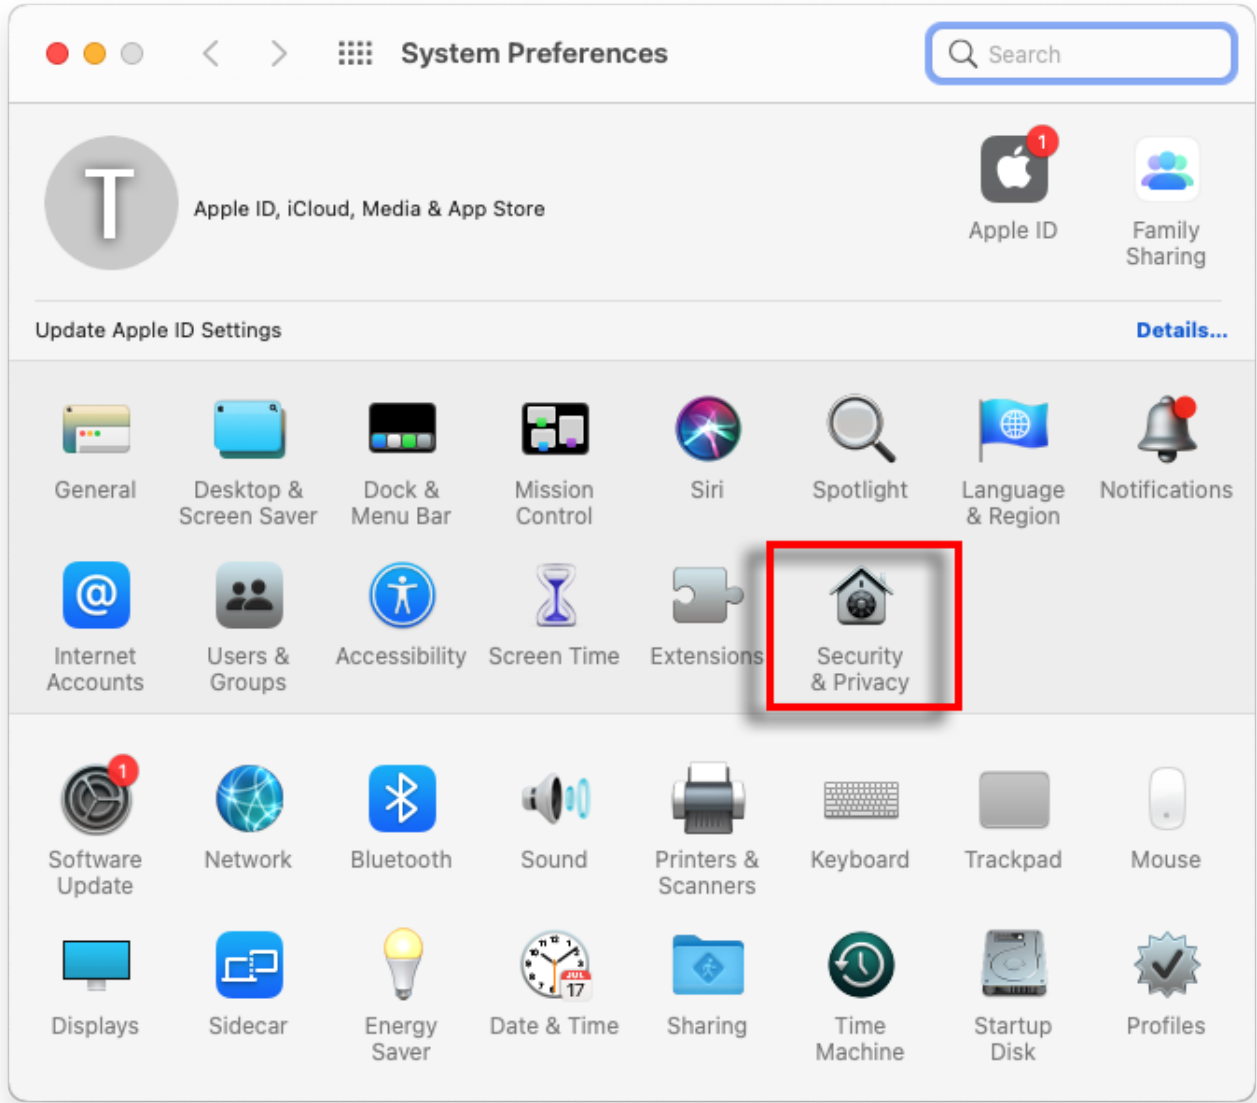 System Preferences
Search
T
Apple ID, iCloud, Media & App Store
1
Apple ID
Family
Sharing
Update Apple ID Settings
Details...
General
Desktop &
Screen Saver
Dock &
Menu Bar
Mission
Control
Siri
Spotlight
Language
& Region
Notifications
@
Internet
Accounts
Users &
Groups
Accessibility
Screen Time
Extensions
Security
& Privacy
1
Software
Update
Network
Bluetooth
Sound
Printers &
Scanners
Keyboard
Trackpad
Mouse
Displays
Sidecar
Energy
Saver
JUL
17
Date & Time
Sharing
Time
Machine
Startup
Disk
Profiles